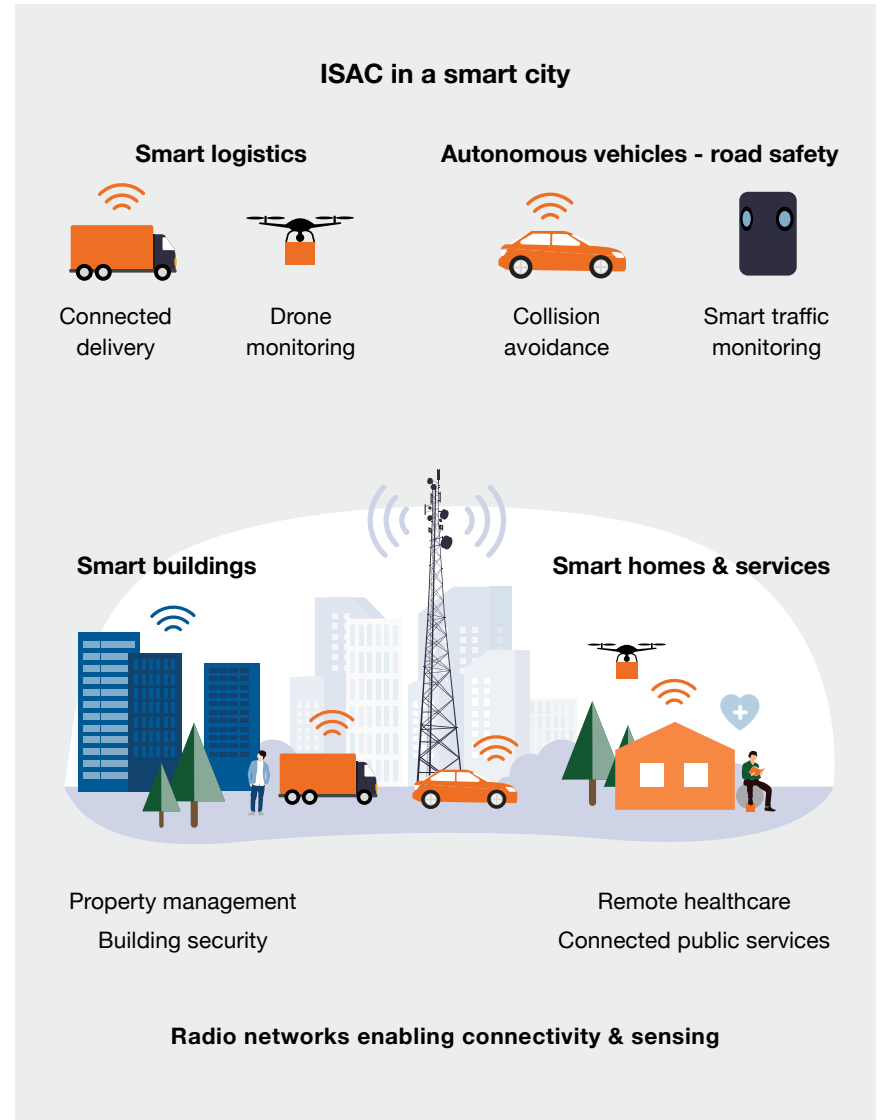 ISAC in a smart city
Smart logistics
Connected
delivery
Drone
monitoring
Autonomous vehicles - road safety
Collision
avoidance
Smart traffic
monitoring
Smart buildings
Smart homes & services
Property management
Building security
Remote healthcare
Connected public services
Radio networks enabling connectivity & sensing